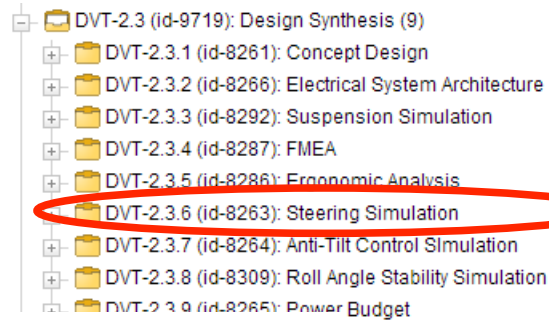 DVT-2.3 (id-9719): Design Synthesis (9)
DVT-2.3.1 (id-8261): Concept Design
DVT-2.3.2 (id-8266): Electrical System Architecture
DVT-2.3.3 (id-8292): Suspension Simulation
DVT-2.3.4 (id-8287): FMEA
DVT-2.3.5 (id-8286): Ergonomic Analysis
DVT-2.3.6 (id-8263): Steering Simulation
DVT-2.3.7 (id-8264): Anti-Tilt Control SImulation
DVT-2.3.8 (id-8309): Roll Angle Stability Simulation
DVT-2.3.9 (id-8265): Power Budget